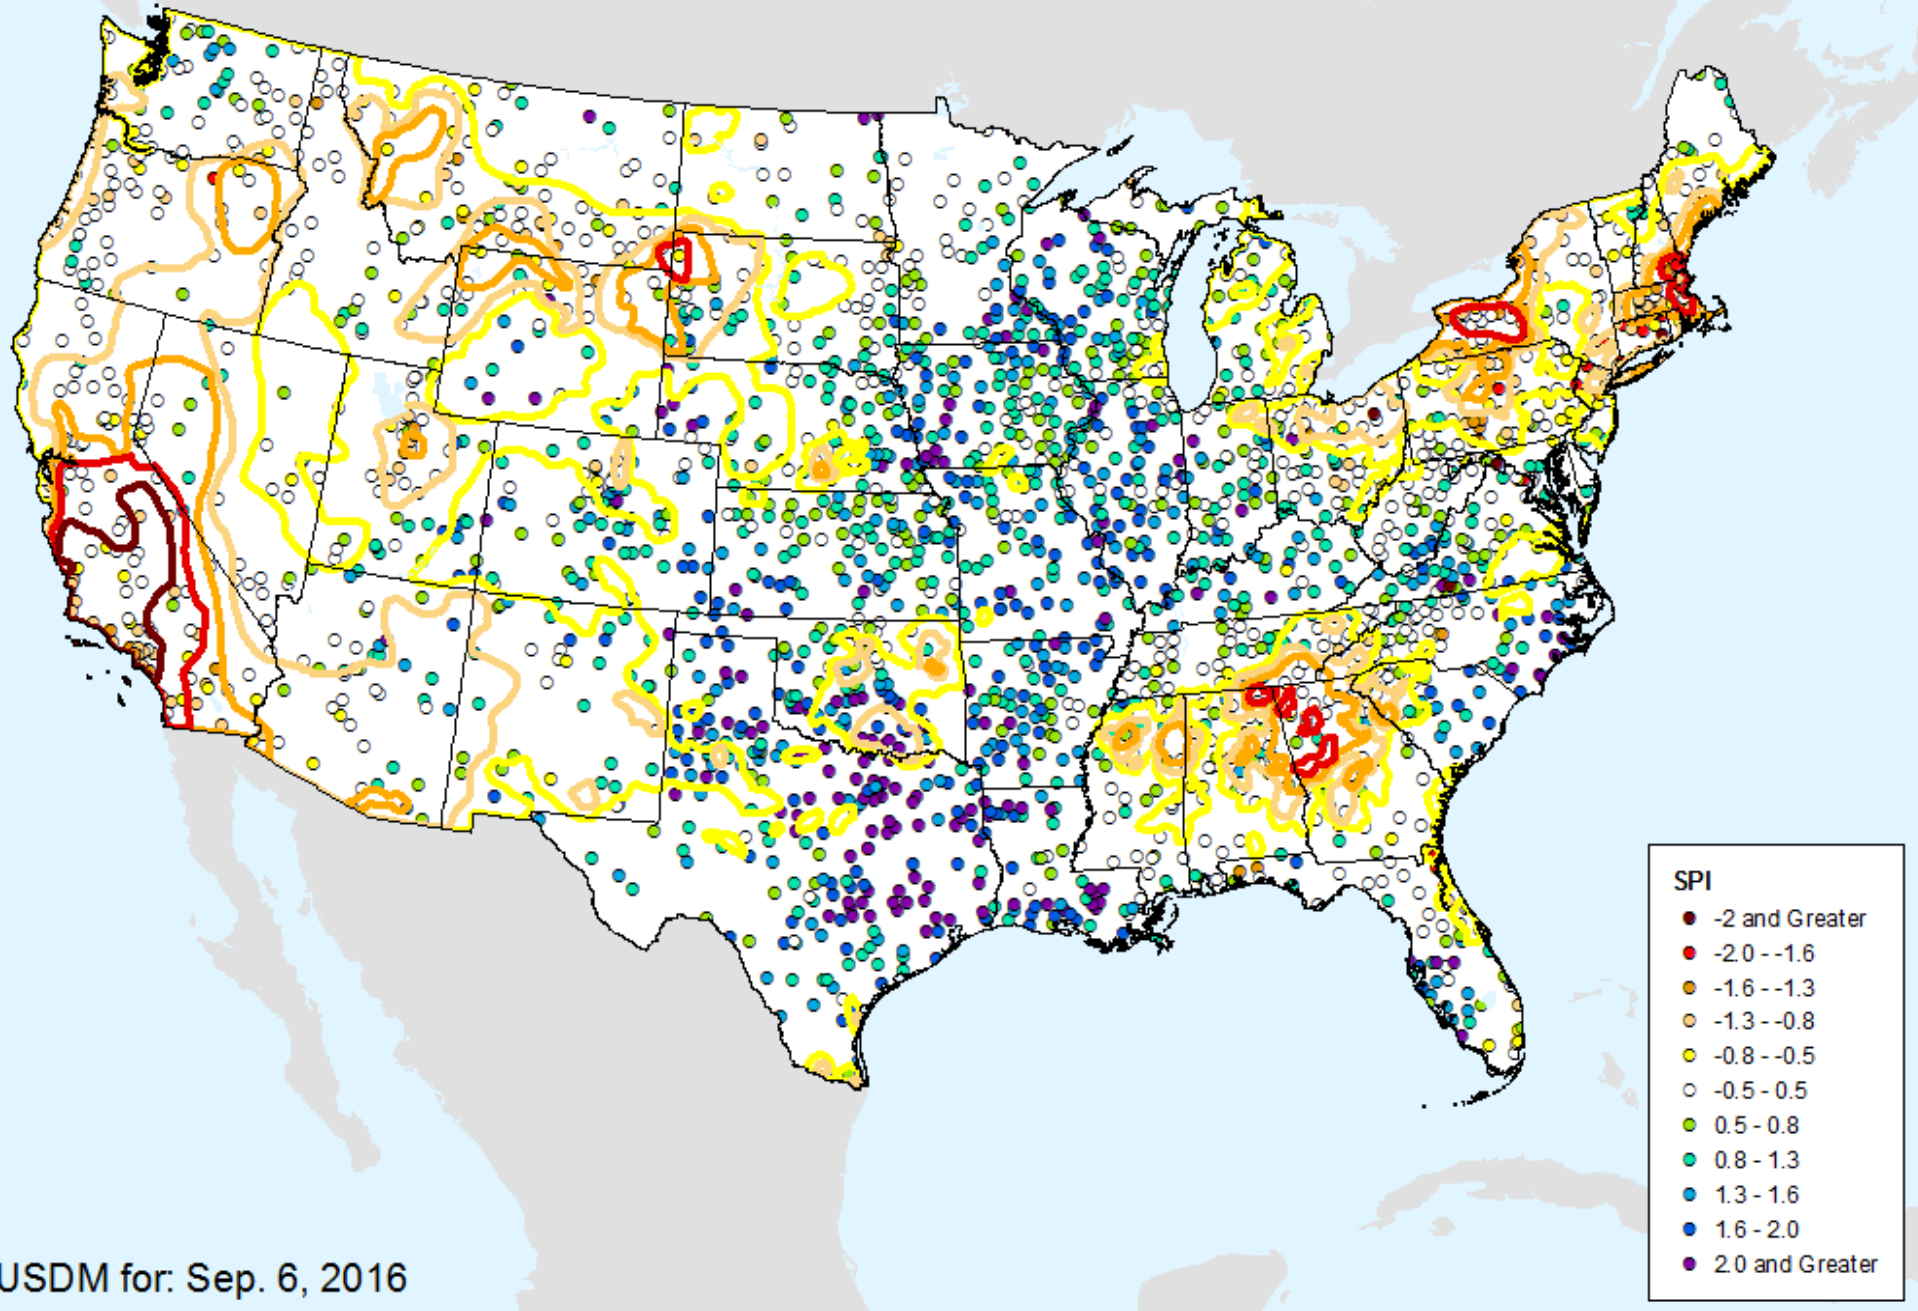 SPI
-2 and Greater
-2.0 - -1.6
-1.6 - -1.3
-1.3 - -0.8
-0.8 - -0.5
-0.5 - 0.5
0.5 - 0.8
0.8 - 1.3
1.3 - 1.6
1.6 - 2.0
2.0 and Greater
USDM for: Sep. 6, 2016